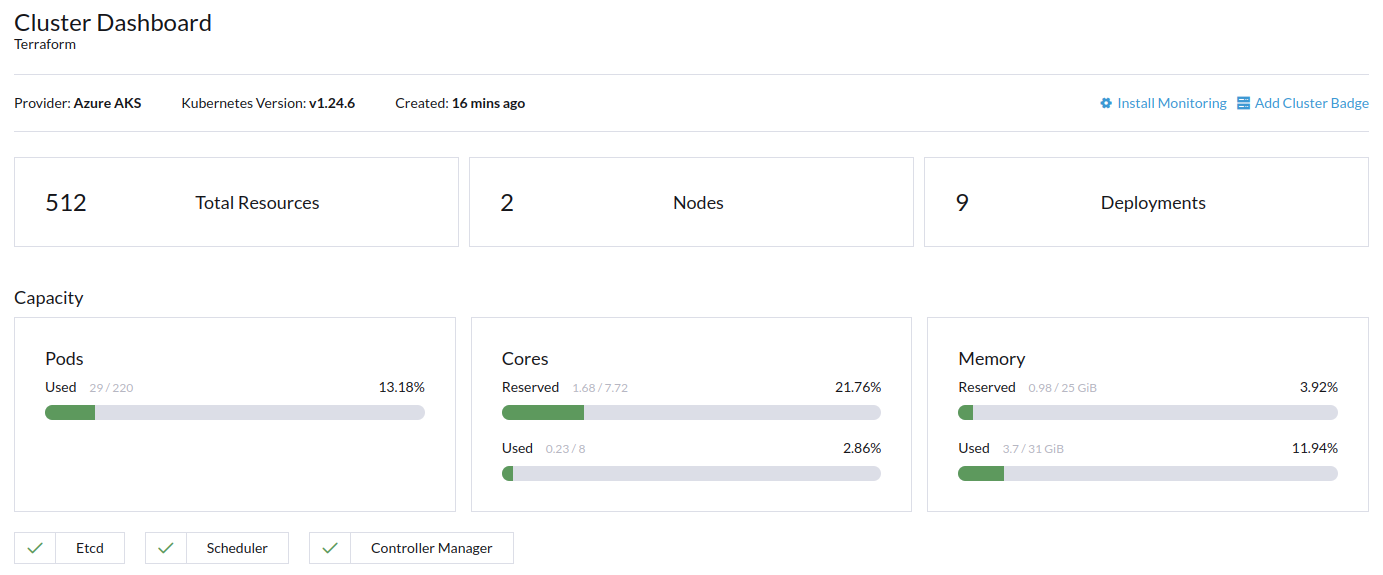 Cluster Dashboard
Terraform
Provider: Azure AKS Kubernetes Version: v1.24.6 Created: 16 mins ago Install Monitoring Add Cluster Badge
512 Total Resources 2 Nodes 9 Deployments
Capacity
Pods Cores Memory
Used 29 / 220 13.18% Reserved 1.68 / 7.72 21.76% Reserved 0.98 / 25 GiB 3.92%
Used 0.23 / 8 2.86% Used 3.7 / 31 GiB 11.94%
Etcd Scheduler Controller Manager